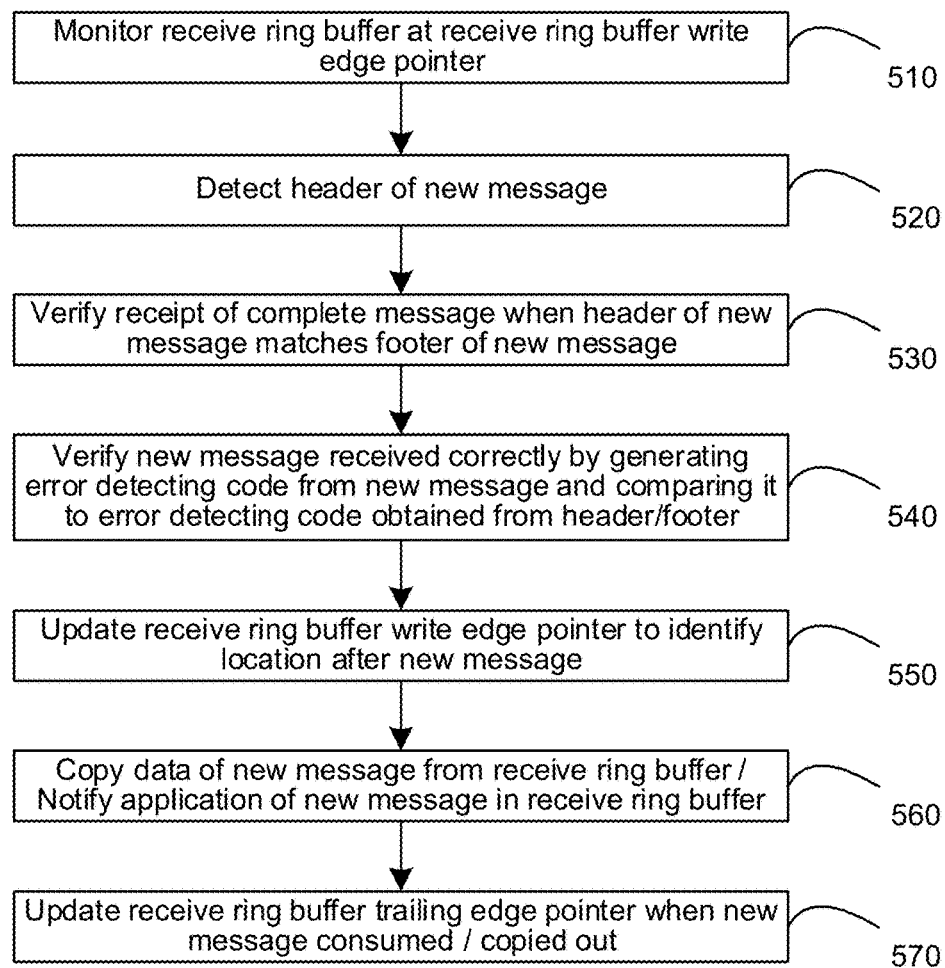 Monitor receive ring buffer at receive ring buffer write
edge pointer
510
Detect header of new message
520
Verify receipt of complete message when header of new
message matches footer of new message
530
Verify new message received correctly by generating
error detecting code from new message and comparing it
to error detecting code obtained from header/footer
540
Update receive ring buffer write edge pointer to identify
location after new message
550
Copy data of new message from receive ring buffer /
Notify application of new message in receive ring buffer
560
Update receive ring buffer trailing edge pointer when new
message consumed / copied out
570